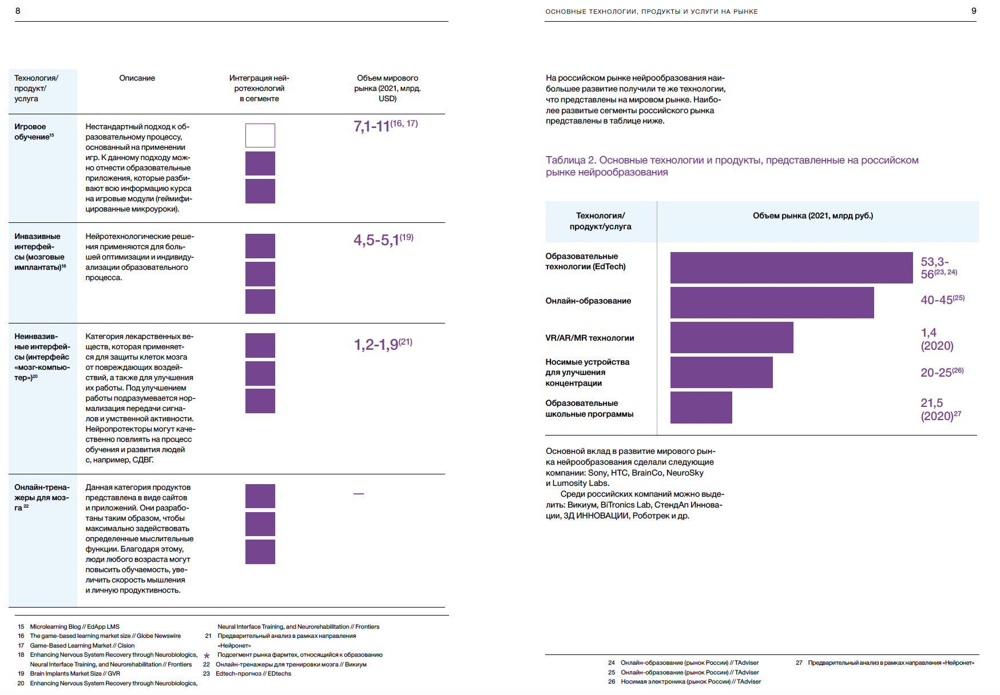 8
Технология/
продукт/
услуга
Описание
Интеграция ней-
ротехнологий
в сегменте
Объем мирового
рынка (2021, млрд.
USD)
Игровое
обучение15
Нестандартный подход к об-
разовательному процессу,
основанный на применении
игр. К данному подходу мож-
но отнести образовательные
приложения, которые разби-
вают всю информацию курса
на игровые модули (геймифи-
цированные микроуроки).
7,1-11(16, 17)
Инвазивные
интерфей-
сы (мозговые
имплантаты)18
Нейротехнологические реше-
ния применяются для боль-
шей оптимизации и индивиду-
ализации образовательного
процесса.
4,5-5,1(19)
Неинвазив-
ные интерфей-
сы (интерфейс
«мозг-компью-
тер»)20
Категория лекарственных ве-
ществ, которая применяет-
ся для защиты клеток мозга
от повреждающих воздей-
ствий, а также для улучшения
их работы. Под улучшением
работы подразумевается нор-
мализация передачи сигна-
лов и умственной активности.
Нейропротекторы могут каче-
ственно повлиять на процесс
обучения и развития людей
с, например, СДВГ.
1,2-1,9(21)
Онлайн-трена-
жеры для моз-
га 22
Данная категория продуктов
представлена в виде сайтов
и приложений. Они разрабо-
таны таким образом, чтобы
максимально задействовать
определенные мыслительные
функции. Благодаря этому,
люди любого возраста могут
повысить обучаемость, уве-
личить скорость мышления
и личную продуктивность.
—
15 Microlearning Blog // EdApp LMS
16 The game-based learning market size // Globe Newswire
17 Game-Based Learning Market // Cision
18 Enhancing Nervous System Recovery through Neurobiologics,
Neural Interface Training, and Neurorehabilitation // Frontiers
19 Brain Implants Market Size // GVR
20 Enhancing Nervous System Recovery through Neurobiologics,
Neural Interface Training, and Neurorehabilitation // Frontiers
21 Предварительный анализ в рамках направления
«Нейронет»
* Подсегмент рынка фармтех, относящийся к образованию
22 Онлайн-тренажеры для тренировки мозга // Викиум
23 Edtech-прогноз // EDtechs
ОСНОВНЫЕ ТЕХНОЛОГИИ, ПРОДУКТЫ И УСЛУГИ НА РЫНКЕ
9
На российском рынке нейрообразования наи-
большее развитие получили те же технологии,
что представлены на мировом рынке. Наибо-
лее развитые сегменты российского рынка
представлены в таблице ниже.
Таблица 2. Основные технологии и продукты, представленные на российском
рынке нейрообразования
Технология/
продукт/услуга
Объем рынка (2021, млрд руб.)
Образовательные
технологии (EdTech)
53,3-
56(23, 24)
Онлайн-образование
40-45(25)
VR/AR/MR технологии
1,4
(2020)
Носимые устройства
для улучшения
концентрации
20-25(26)
Образовательные
школьные программы
21,5
(2020)27
Основной вклад в развитие мирового рын-
ка нейрообразования сделали следующие
компании: Sony, HTC, BrainCo, NeuroSky
и Lumosity Labs.
Среди российских компаний можно выде-
лить: Викиум, BiTronics Lab, СтендАп Иннова-
ции, 3Д ИННОВАЦИИ, Роботрек и др.
24 Онлайн-образование (рынок России) // TAdviser
25 Онлайн-образование (рынок России) // TAdviser
26 Носимая электроника (рынок России) // TAdviser
27 Предварительный анализ в рамках направления «Нейронет»